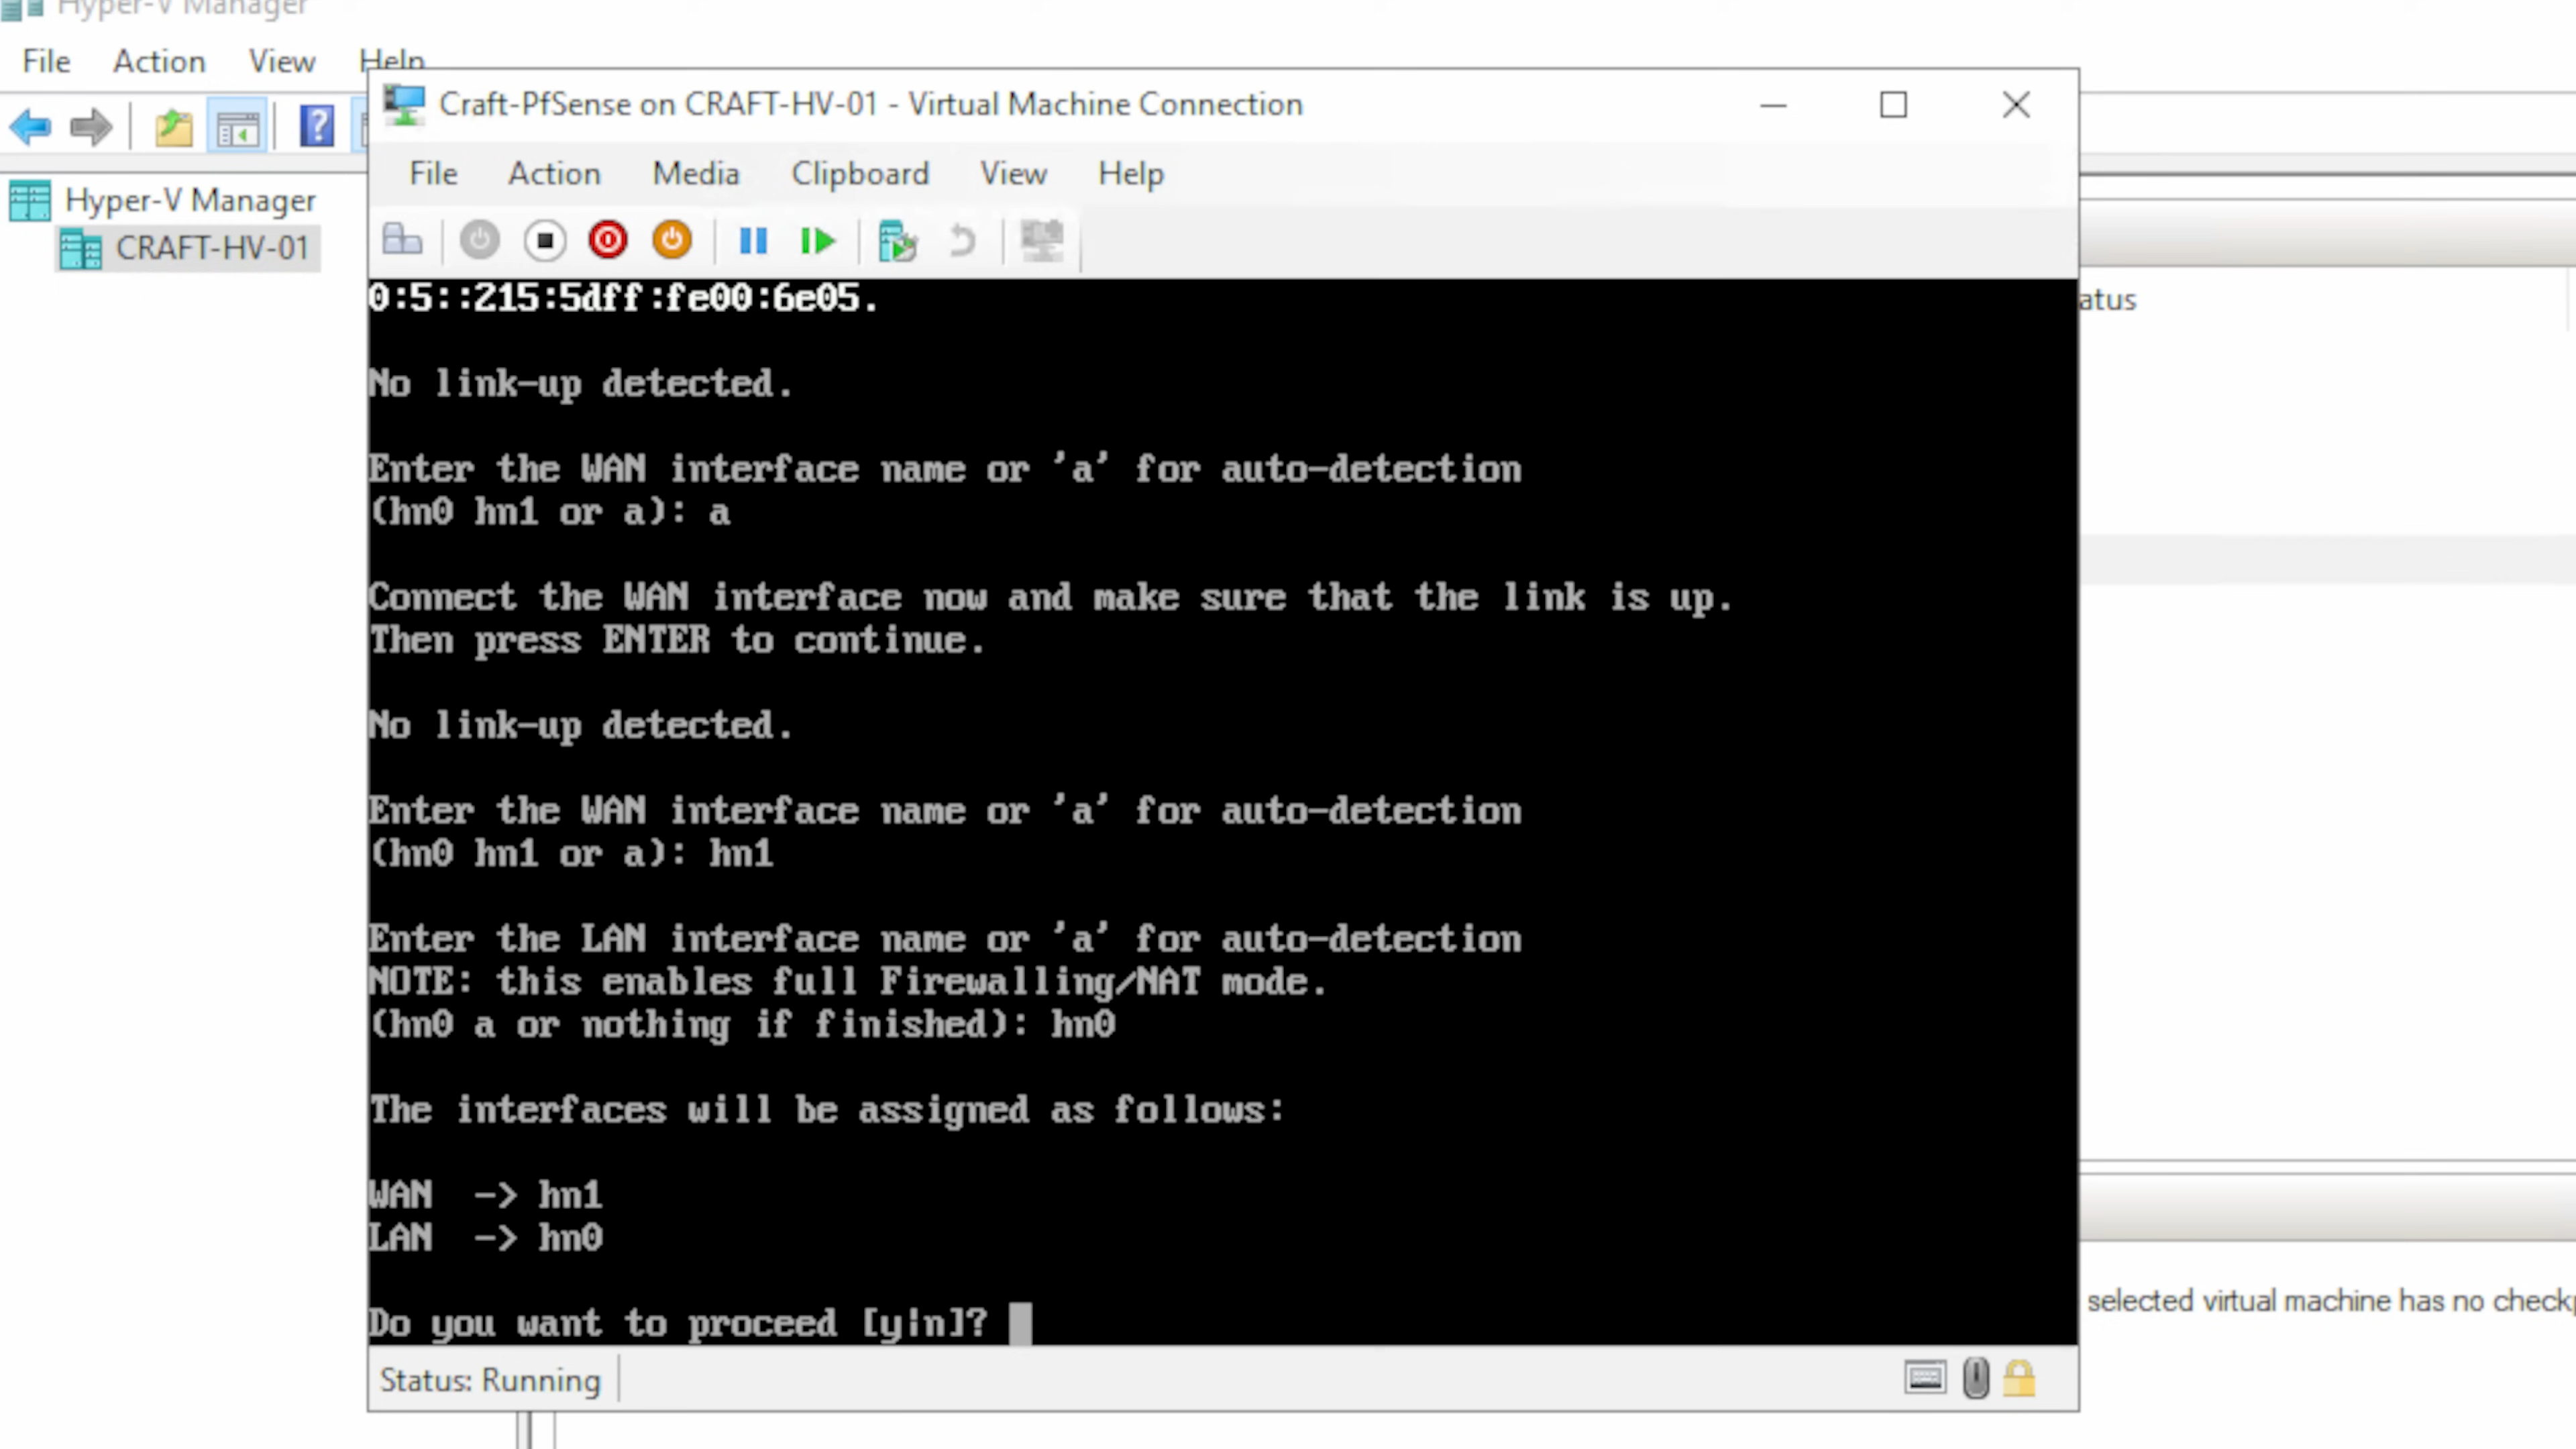 Hyper-V Manager
File Action View Help
Craft-PfSense on CRAFT-HV-01 - Virtual Machine Connection
File Action Media Clipboard View Help
Hyper-V Manager
CRAFT-HV-01
atus
0:5::215:5dff:fe00:6e05.
No link-up detected.
Enter the WAN interface name or 'a' for auto-detection
(hn0 hn1 or a): a
Connect the WAN interface now and make sure that the link is up.
Then press ENTER to continue.
No link-up detected.
Enter the WAN interface name or 'a' for auto-detection
(hn0 hn1 or a): hn1
Enter the LAN interface name or 'a' for auto-detection
NOTE: this enables full Firewalling/NAT mode.
(hn0 a or nothing if finished): hn0
The interfaces will be assigned as follows:
WAN -> hn1
LAN -> hn0
Do you want to proceed [y|n]?
selected virtual machine has no checkp
Status: Running